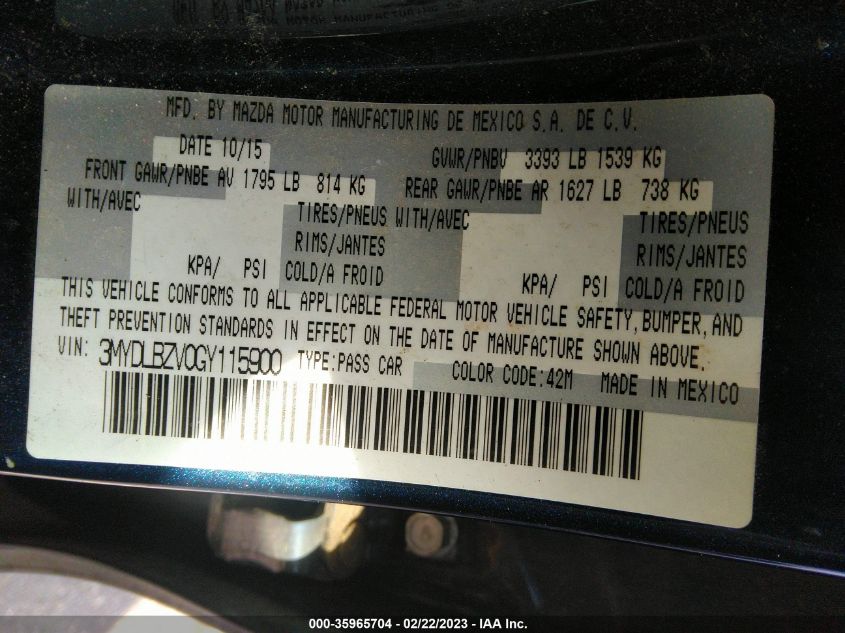 MFD. BY MAZDA MOTOR MANUFACTURING DE MEXICO S.A. DE C.V.
DATE 10/15 GVWR/PNBV 3393 LB 1539 KG
FRONT GAWR/PNBE AV 1795 LB 814 KG REAR GAWR/PNBE AR 1627 LB 738 KG
WITH/AVEC TIRES/PNEUS WITH/AVEC TIRES/PNEUS
RIMS/JANTES RIMS/JANTES
KPA/ PSI COLD/A FROID KPA/ PSI COLD/A FROID
THIS VEHICLE CONFORMS TO ALL APPLICABLE FEDERAL MOTOR VEHICLE SAFETY, BUMPER, AND
THEFT PREVENTION STANDARDS IN EFFECT ON THE DATE OF MANUFACTURE SHOWN ABOVE.
VIN: 3MYDLBZV0GY115900 TYPE:PASS CAR COLOR CODE:42M MADE IN MEXICO
000-35965704 - 02/22/2023 - IAA Inc.